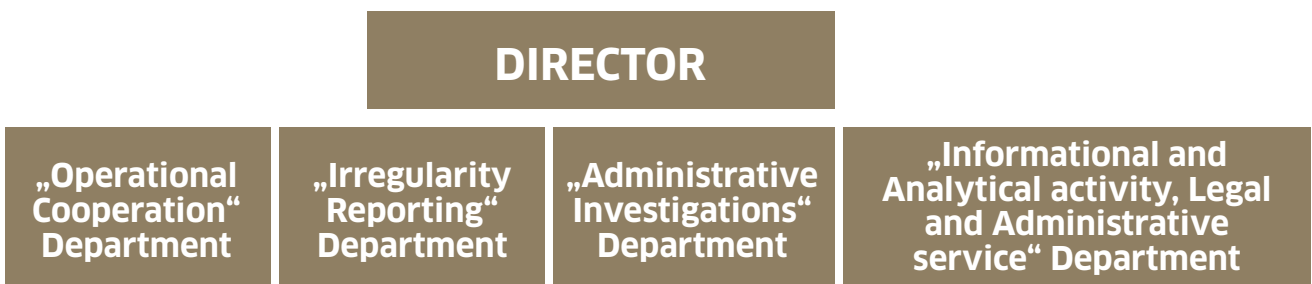 DIRECTOR
„Operational
Cooperation“
Department
„Irregularity
Reporting“
Department
„Administrative
Investigations“
Department
„Informational and
Analytical activity, Legal
and Administrative
service“ Department